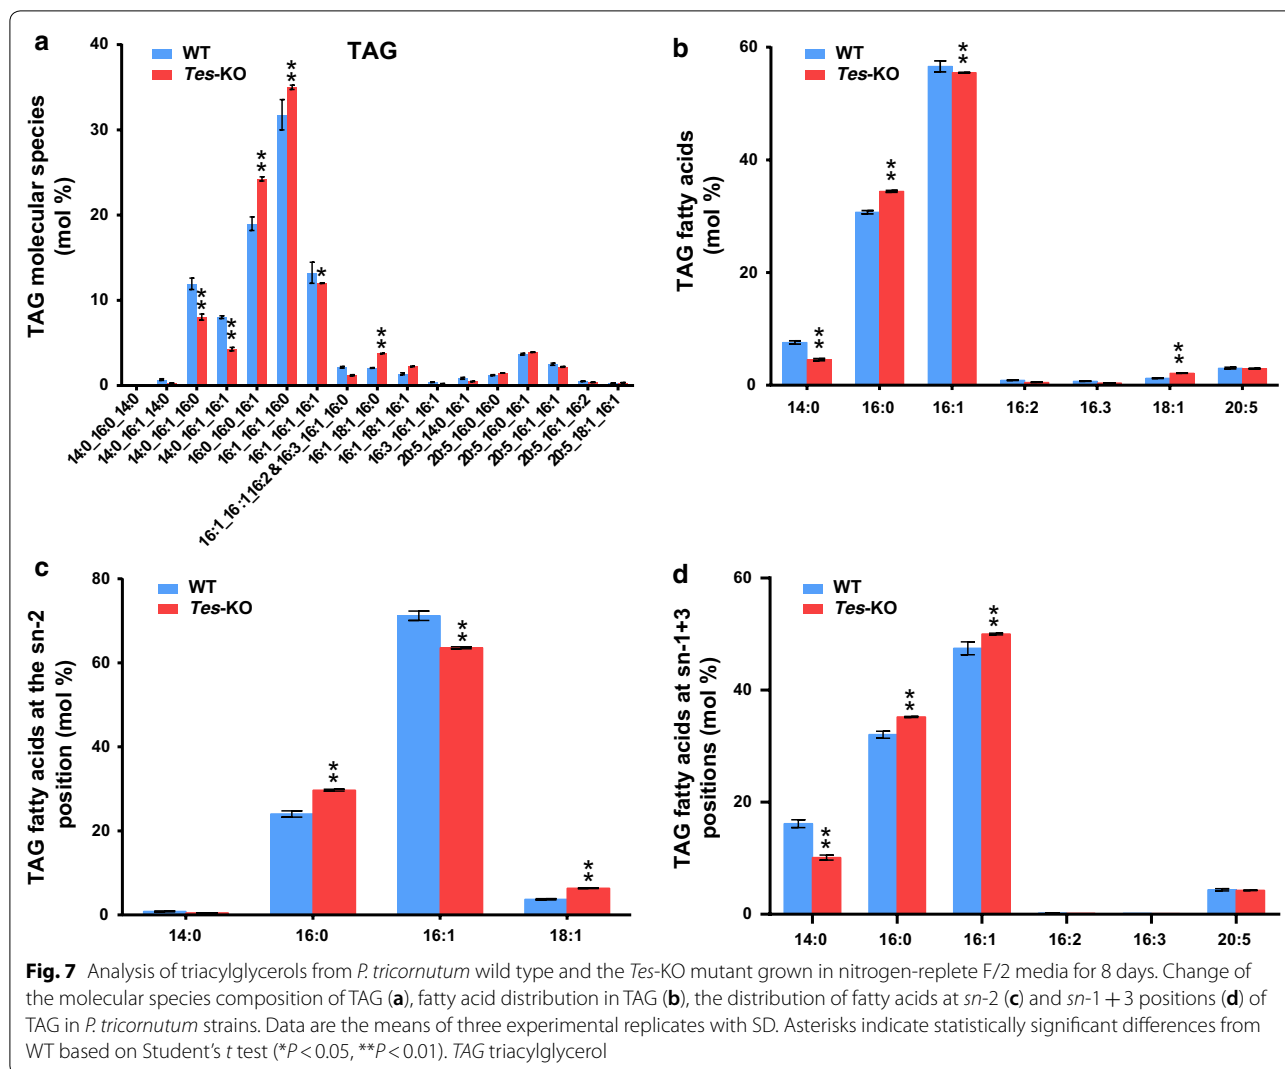 a
WT
Tes-KO
TAG
TAG molecular species
(mol %)
40
30
20
10
0
**
**
**
**
*
**
14:0_16:0_14:0
14:0_16:1_14:0
14:0_16:1_16:0
14:0_16:1_16:1
16:0_16:0_16:1
16:1_16:1_16:0
16:1_16:1_16:1
16:1_16:1_16:2 & 16:3_16:1_16:0
16:1_18:1_16:0
16:1_18:1_16:1
16:3_16:1_16:1
20:5_14:0_16:1
20:5_16:0_16:0
20:5_16:0_16:1
20:5_16:1_16:1
20:5_16:1_16:2
20:5_18:1_16:1
b
WT
Tes-KO
TAG fatty acids
(mol %)
60
40
20
0
**
**
**
**
14:0
16:0
16:1
16:2
16:3
18:1
20:5
c
WT
Tes-KO
TAG fatty acids at the sn-2
position (mol %)
80
60
40
20
0
**
**
**
14:0
16:0
16:1
18:1
d
WT
Tes-KO
TAG fatty acids at sn-1+3
positions (mol %)
60
40
20
0
**
**
**
14:0
16:0
16:1
16:2
16:3
20:5
Fig. 7 Analysis of triacylglycerols from P. tricornutum wild type and the Tes-KO mutant grown in nitrogen-replete F/2 media for 8 days. Change of
the molecular species composition of TAG (a), fatty acid distribution in TAG (b), the distribution of fatty acids at sn-2 (c) and sn-1 + 3 positions (d) of
TAG in P. tricornutum strains. Data are the means of three experimental replicates with SD. Asterisks indicate statistically significant differences from
WT based on Student's t test (*P < 0.05, **P < 0.01). TAG triacylglycerol